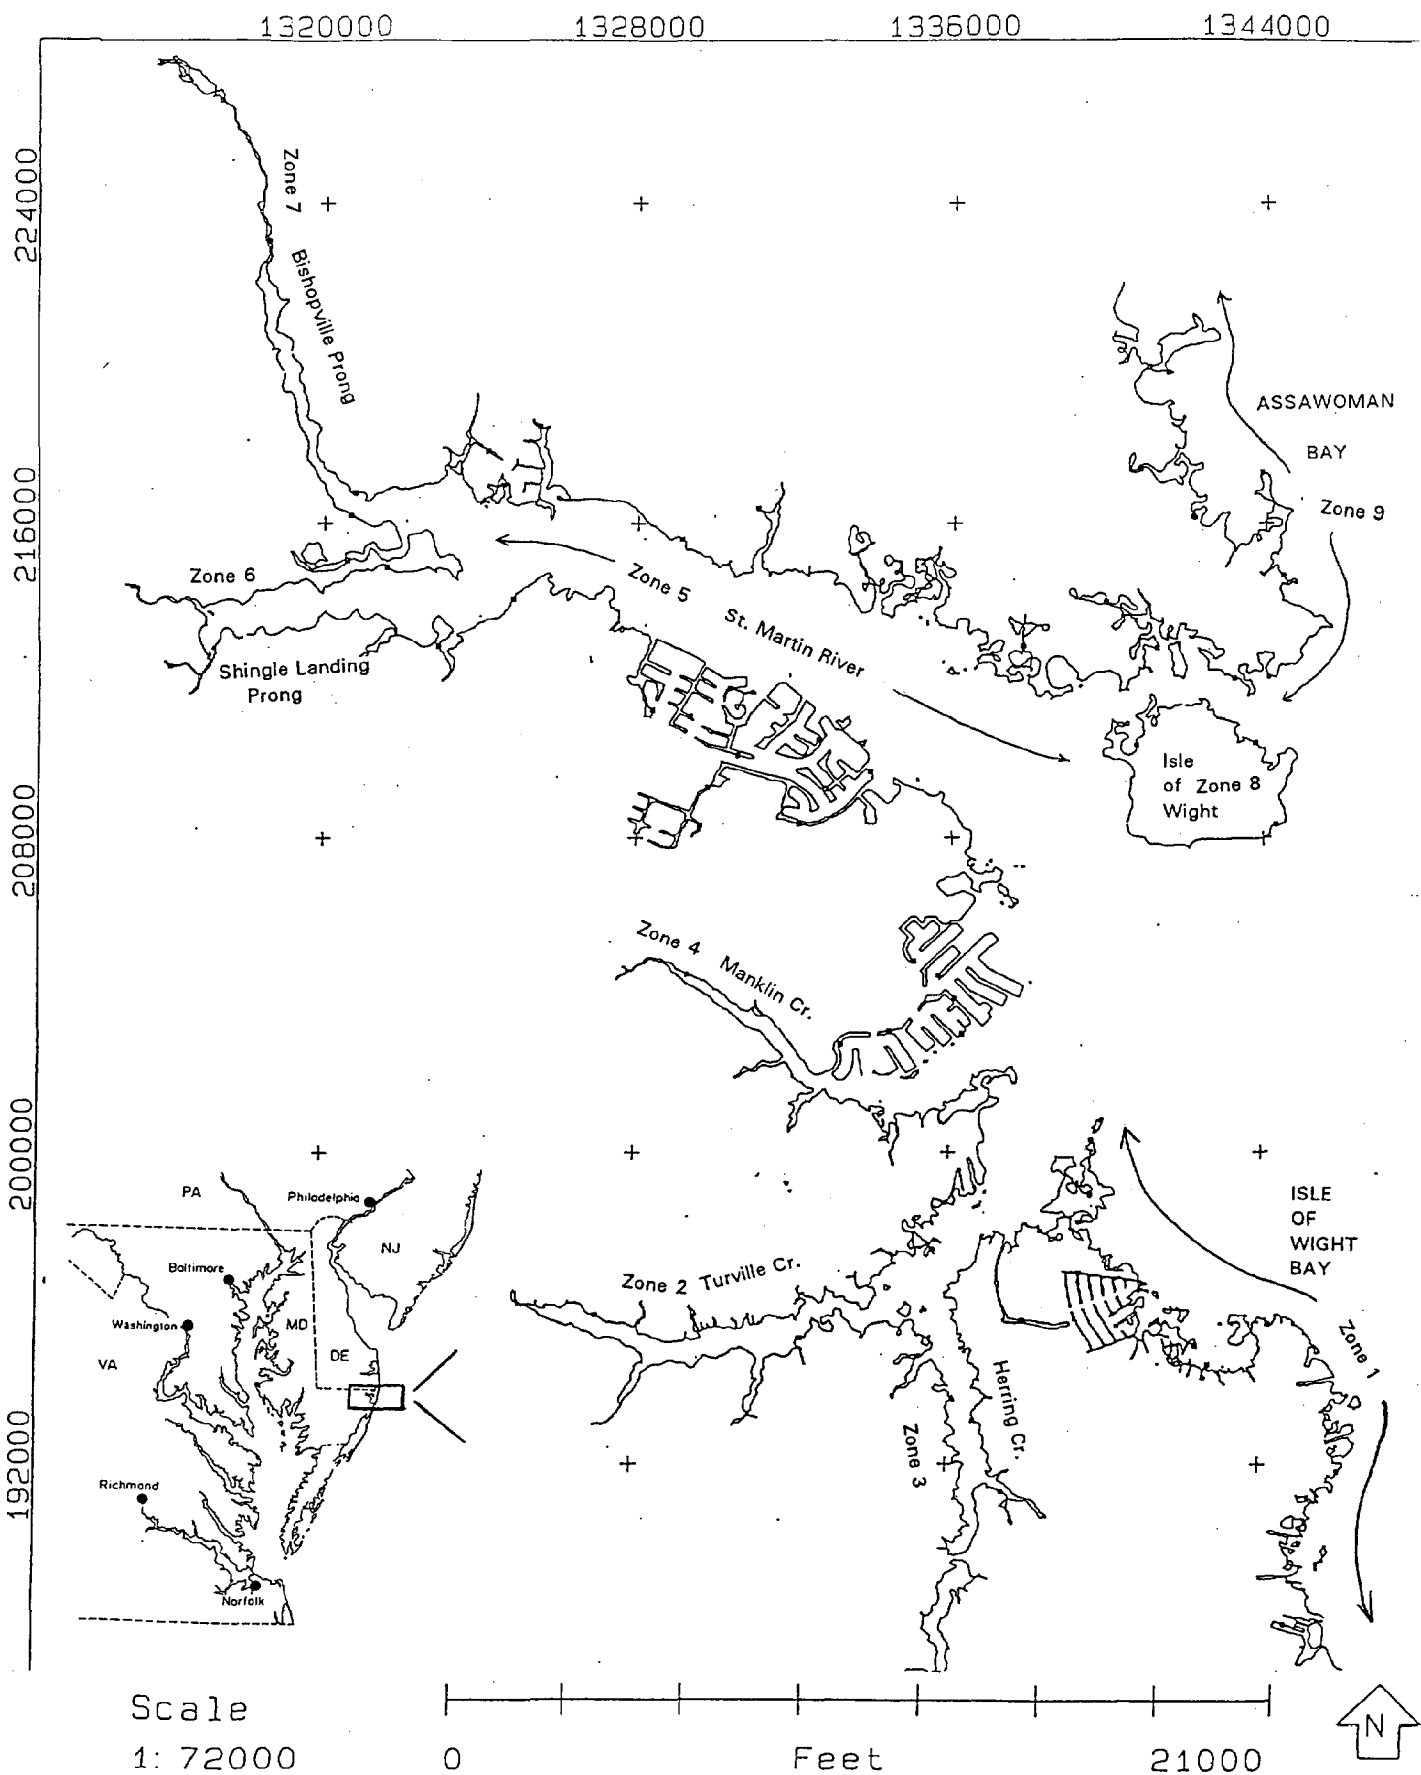 1320000 1328000 1336000 1344000
224000
216000
208000
200000
192000
Zone 7
Bishopville Prong
ASSAWOMAN
BAY
Zone 9
Zone 6
Zone 5
St. Martin River
Shingle Landing
Prong
Isle
of Zone 8
Wight
Zone 4 Manklin Cr.
ISLE
OF
WIGHT
BAY
Zone 1
Zone 2 Turville Cr.
Herring Cr.
Zone 3
PA
Philadelphia
NJ
Baltimore
MD
Washington
DE
VA
Richmond
Norfolk
Scale
1: 72000
0 Feet 21000
N